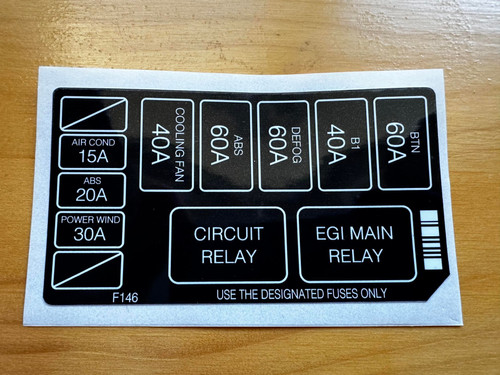 AIR COND
15A
ABS
20A
POWER WIND
30A
COOLING FAN
40A
ABS
60A
DEFOG
60A
B1
40A
BTN
60A
CIRCUIT
RELAY
EGI MAIN
RELAY
F146
USE THE DESIGNATED FUSES ONLY